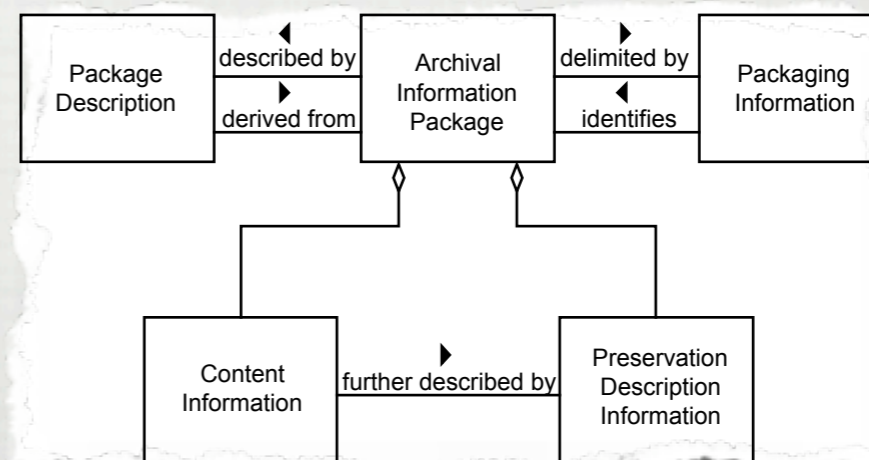 Package
Description
described by
derived from
Archival
Information
Package
delimited by
identifies
Packaging
Information
Content
Information
further described by
Preservation
Description
Information